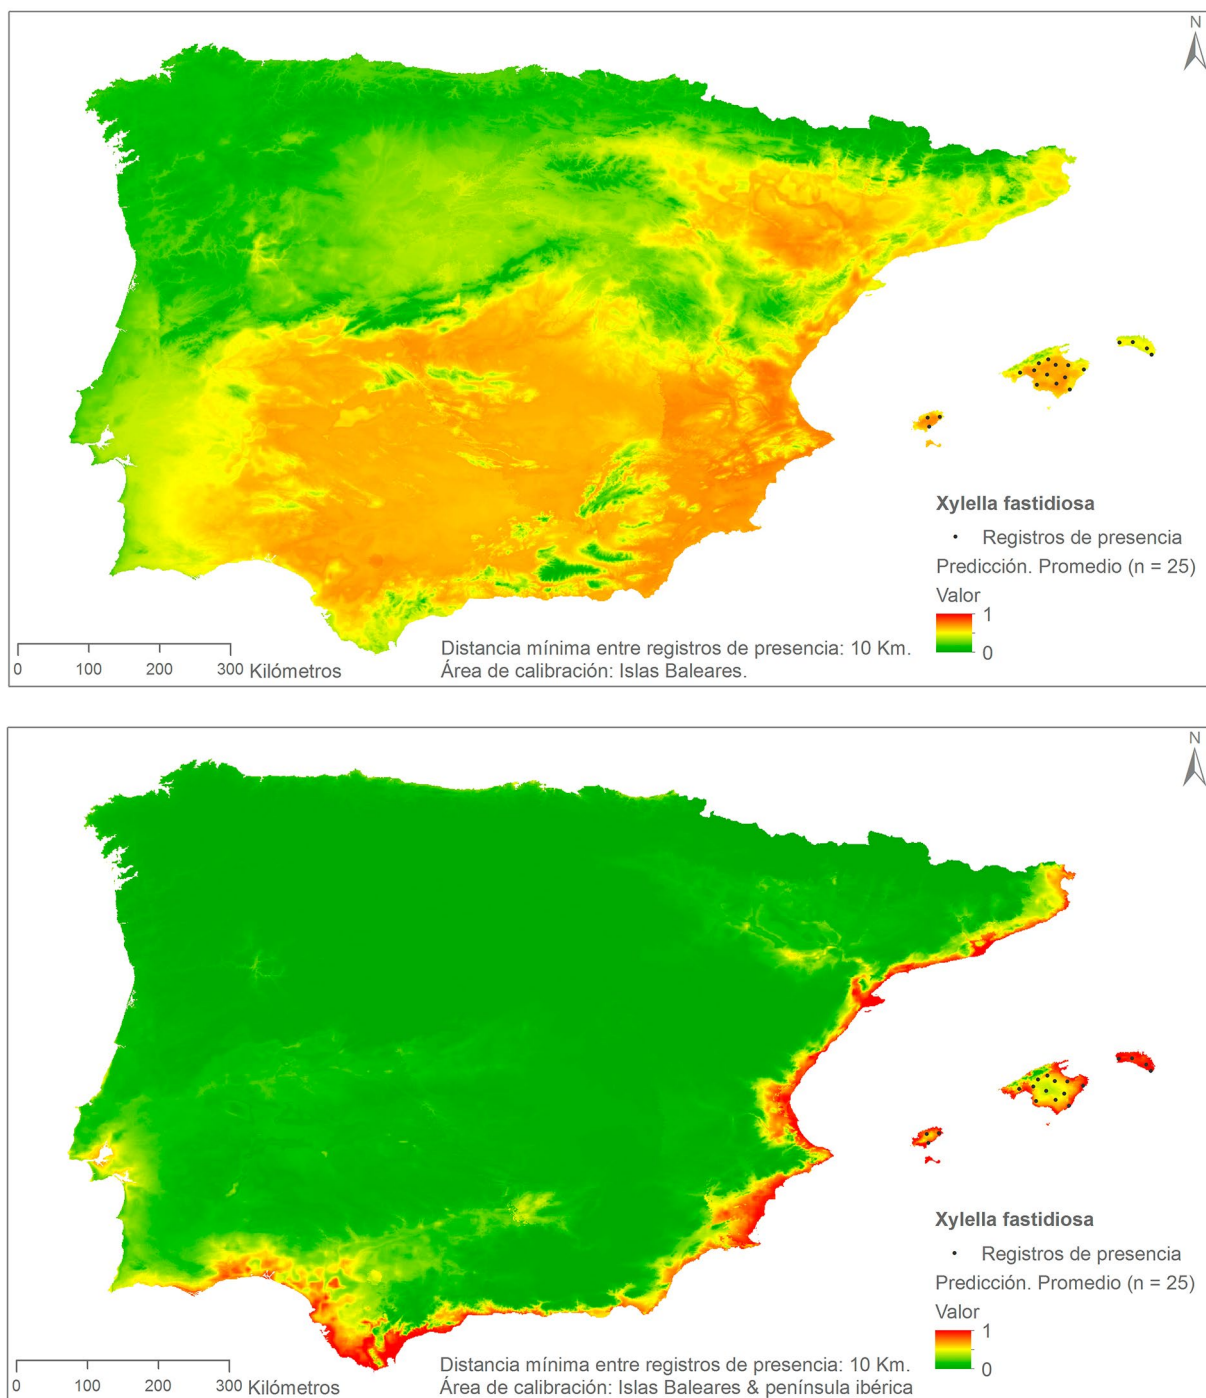 N
Xylella fastidiosa
Registros de presencia
Predicción. Promedio (n = 25)
Valor
1
0
0 100 200 300 Kilómetros
Distancia mínima entre registros de presencia: 10 Km.
Área de calibración: Islas Baleares.
N
Xylella fastidiosa
Registros de presencia
Predicción. Promedio (n = 25)
Valor
1
0
0 100 200 300 Kilómetros
Distancia mínima entre registros de presencia: 10 Km.
Área de calibración: Islas Baleares & península ibérica